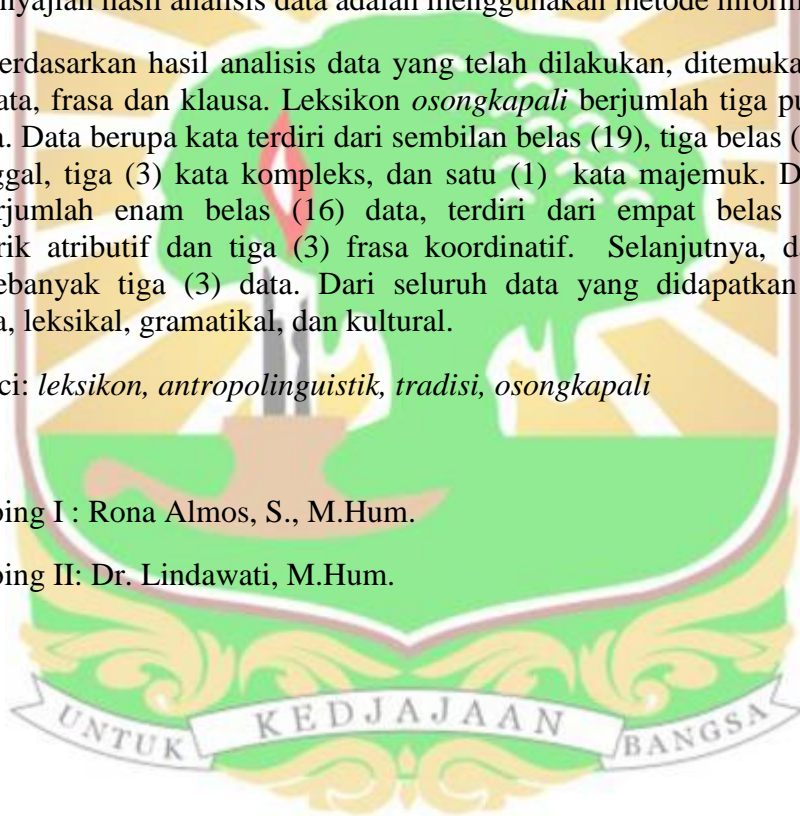 nyajian hasil analisis data adalah menggunakan metode inform
erdasarkan hasil analisis data yang telah dilakukan, ditemuka
ata, frasa dan klausa. Leksikon osongkapali berjumlah tiga pu
a. Data berupa kata terdiri dari sembilan belas (19), tiga belas (
ggal, tiga (3) kata kompleks, dan satu (1) kata majemuk. D
rjumlah enam belas (16) data, terdiri dari empat belas
rik atributif dan tiga (3) frasa koordinatif. Selanjutnya, d
ebanyak tiga (3) data. Dari seluruh data yang didapatkan
a, leksikal, gramatikal, dan kultural.
ci: leksikon, antropolinguistik, tradisi, osongkapali
bing I : Rona Almos, S., M.Hum.
bing II: Dr. Lindawati, M.Hum.
UNTUK KEDJAJAAN BANGSA